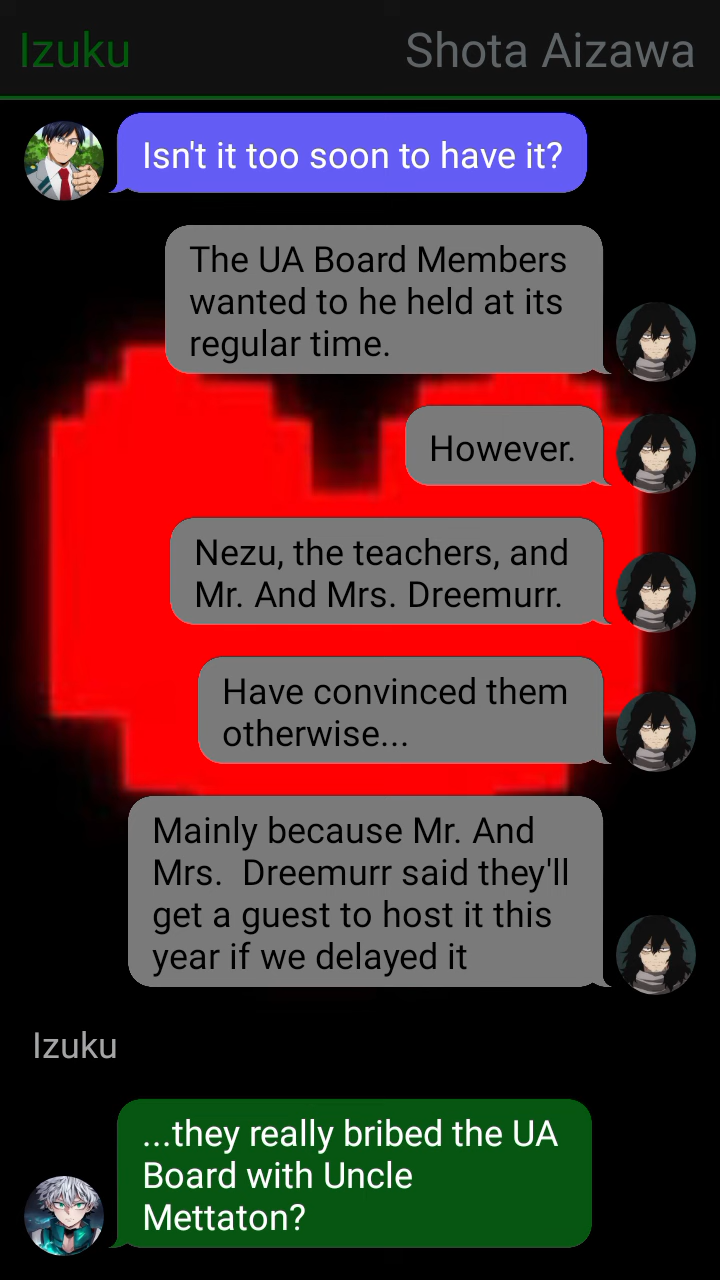 Izuku
Shota Aizawa
Isn't it too soon to have it?
The UA Board Members
wanted to he held at its
regular time.
However.
Nezu, the teachers, and
Mr. And Mrs. Dreemurr.
Have convinced them
otherwise...
Mainly because Mr. And
Mrs.  Dreemurr said they'll
get a guest to host it this
year if we delayed it
Izuku
...they really bribed the UA
Board with Uncle
Mettaton?